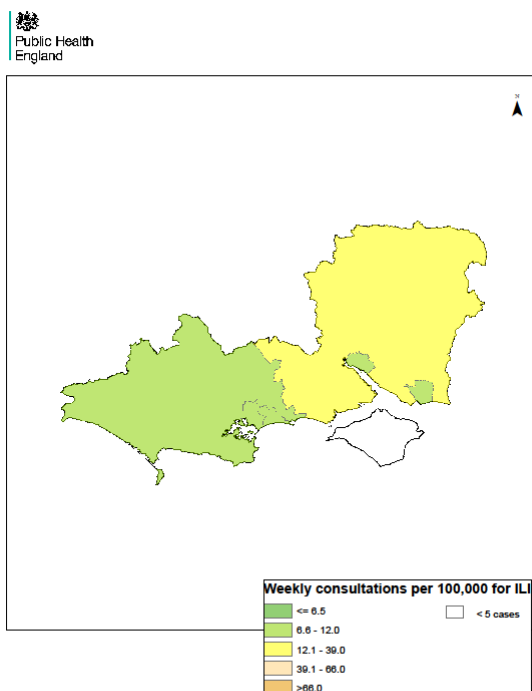 Public Health
England
N
Weekly consultations per 100,000 for ILI
<= 6.5
< 5 cases
6.6 - 12.0
12.1 - 39.0
39.1 - 66.0
>66.0